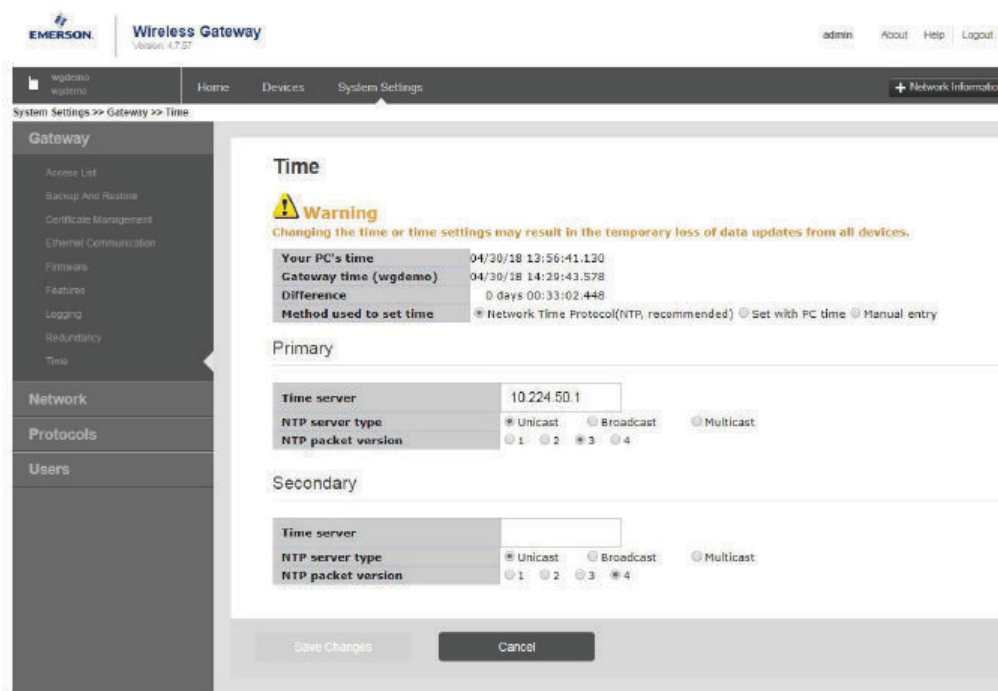 EMERSON.
Wireless Gateway
Version: 4.7.57
admin About Help Logout
wgdemo
wgdemo
Home Devices System Settings
+ Network Informatio
System Settings >> Gateway >> Time
Gateway
Access List
Backup And Restore
Certificate Management
Ethernet Communication
Firmware
Features
Logging
Redundancy
Time
Network
Protocols
Users
Time
Warning
Changing the time or time settings may result in the temporary loss of data updates from all devices.
Your PC's time 04/30/18 13:56:41.130
Gateway time (wgdemo) 04/30/18 14:29:43.578
Difference 0 days 00:33:02.448
Method used to set time Network Time Protocol(NTP, recommended) Set with PC time Manual entry
Primary
Time server 10.224.50.1
NTP server type Unicast Broadcast Multicast
NTP packet version 1 2 3 4
Secondary
Time server
NTP server type Unicast Broadcast Multicast
NTP packet version 1 2 3 4
Save Changes Cancel